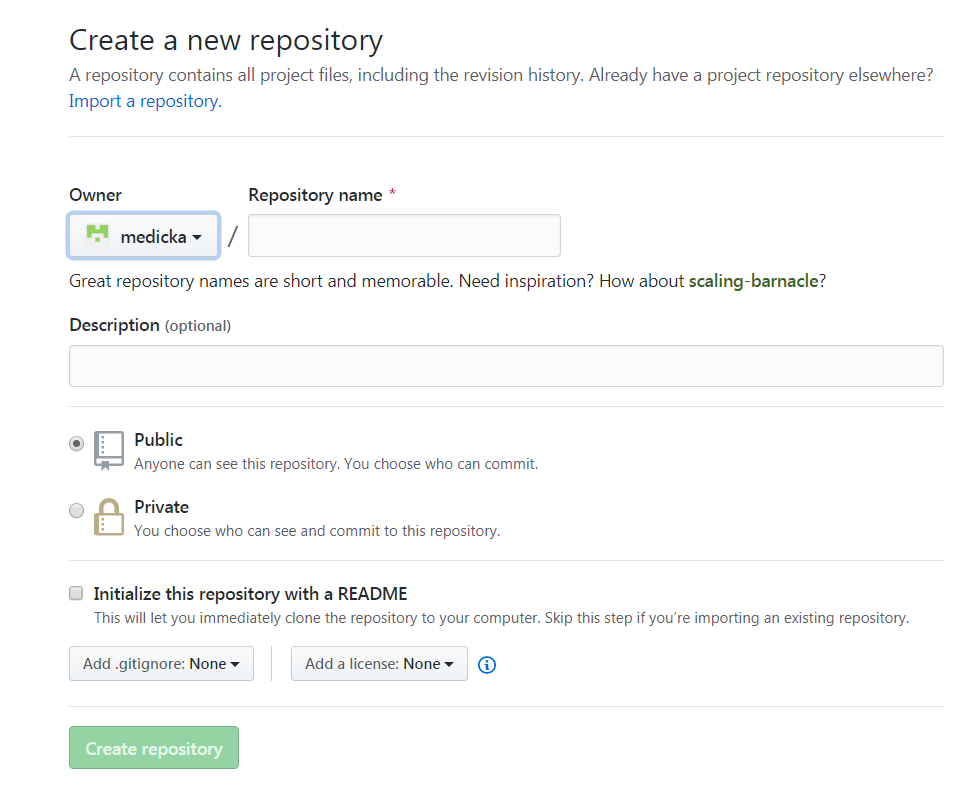 Create a new repository
A repository contains all project files, including the revision history. Already have a project repository elsewhere?
Import a repository.
Owner
Repository name *
medicka
/
Great repository names are short and memorable. Need inspiration? How about scaling-barnacle?
Description (optional)
Public
Anyone can see this repository. You choose who can commit.
Private
You choose who can see and commit to this repository.
Initialize this repository with a README
This will let you immediately clone the repository to your computer. Skip this step if you’re importing an existing repository.
Add .gitignore: None
Add a license: None
Create repository